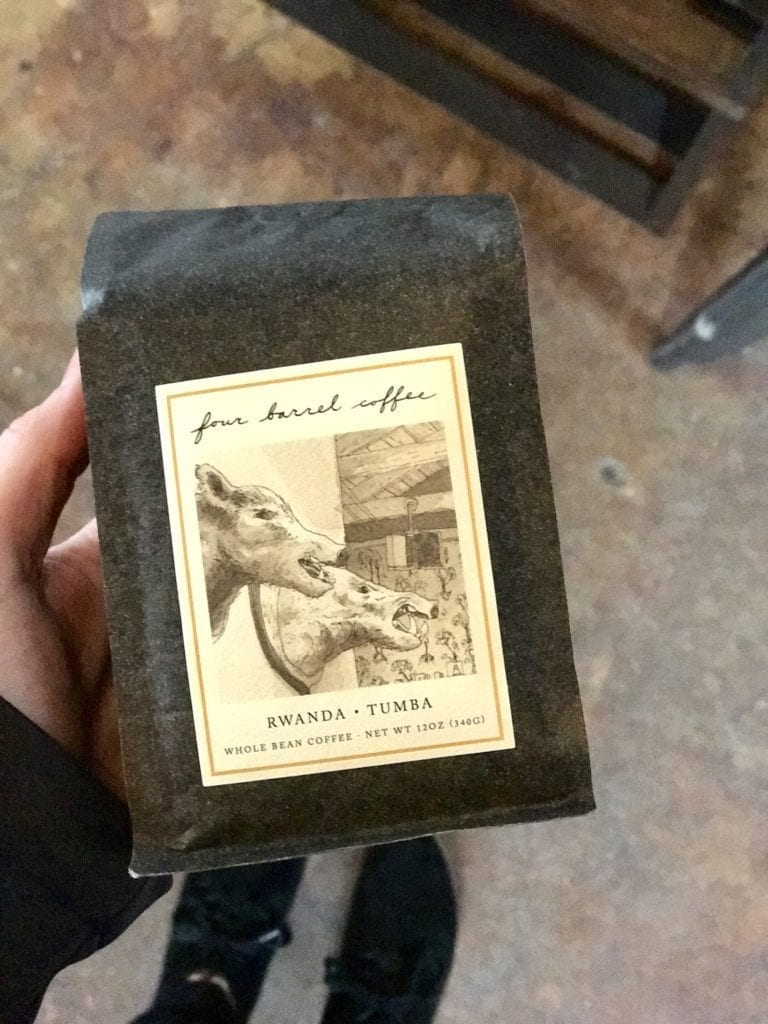 four barrel coffee
RWANDA • TUMBA
WHOLE BEAN COFFEE · NET WT 12OZ (340G)